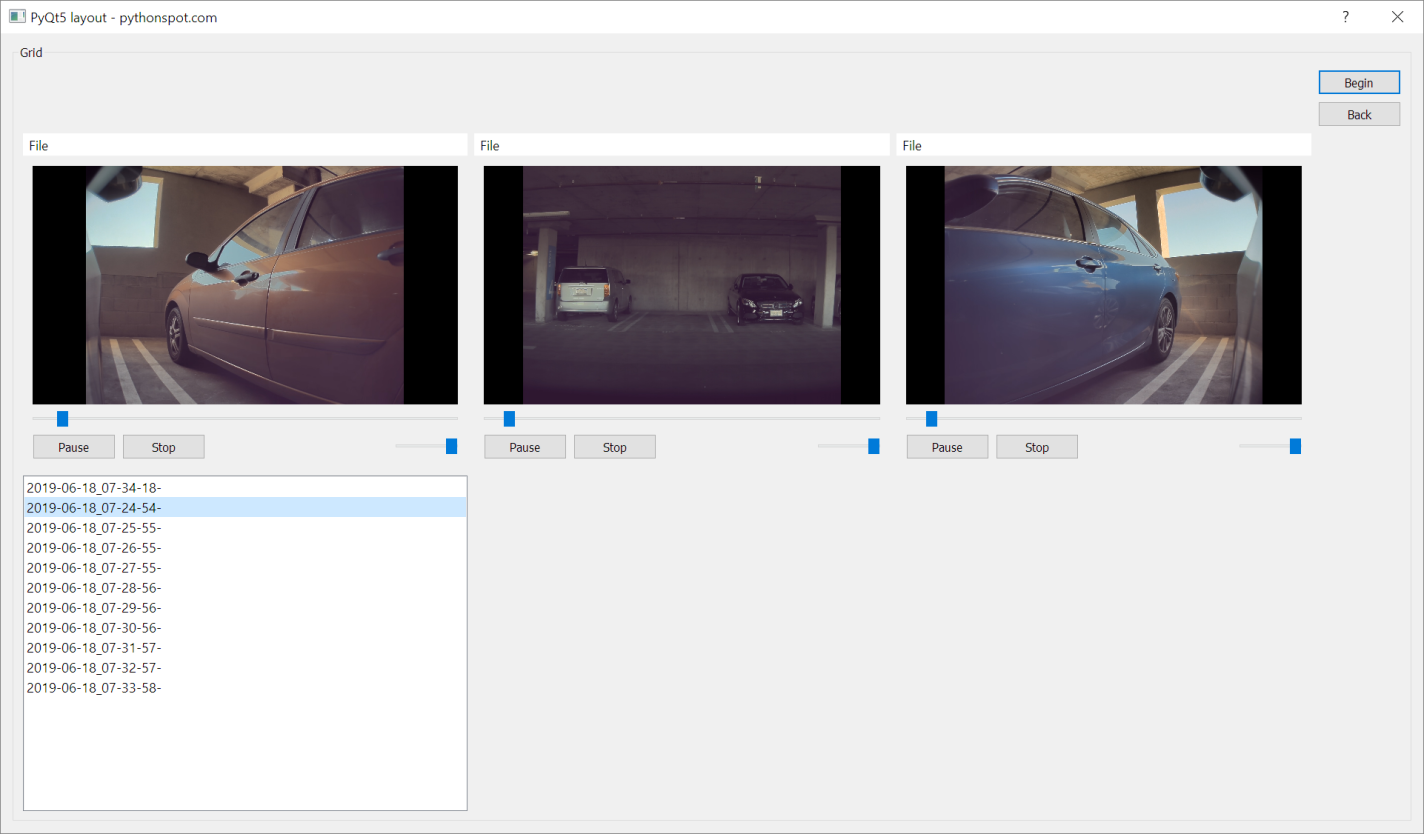 PyQt5 layout - pythonspot.com
?
Grid
Begin
Back
File File File
Pause Stop Pause Stop Pause Stop
2019-06-18_07-34-18-
2019-06-18_07-24-54-
2019-06-18_07-25-55-
2019-06-18_07-26-55-
2019-06-18_07-27-55-
2019-06-18_07-28-56-
2019-06-18_07-29-56-
2019-06-18_07-30-56-
2019-06-18_07-31-57-
2019-06-18_07-32-57-
2019-06-18_07-33-58-